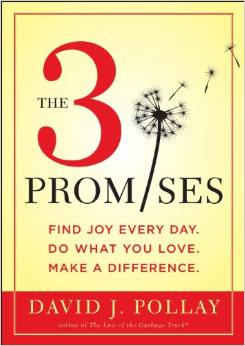 THE 3
PROMISES
FIND JOY EVERY DAY.
DO WHAT YOU LOVE.
MAKE A DIFFERENCE.
DAVID J. POLLAY
author of The Law of the Garbage Truck®